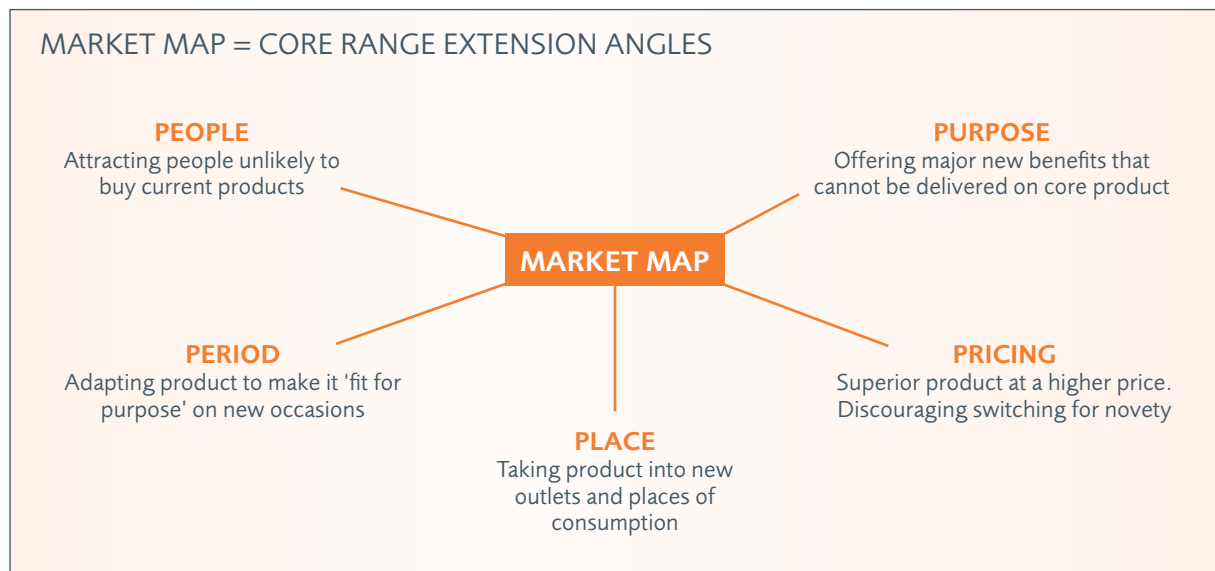 MARKET MAP = CORE RANGE EXTENSION ANGLES
PEOPLE
Attracting people unlikely to
buy current products
PURPOSE
Offering major new benefits that
cannot be delivered on core product
MARKET MAP
PERIOD
Adapting product to make it 'fit for
purpose' on new occasions
PRICING
Superior product at a higher price.
Discouraging switching for novety
PLACE
Taking product into new
outlets and places of
consumption